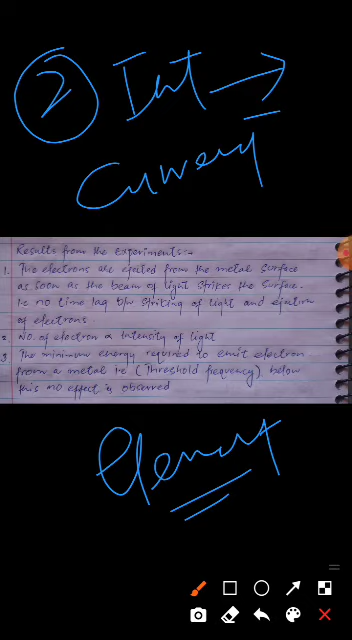 2 Int →
Current
Results from the experiments:-
1. The electrons are ejected from the metal surface
as soon as the beam of light strikes the surface.
ie no time lag b/w striking of light and ejection
of electrons.
2 No of electron α Intensity of light
3 The minimum energy required to emit electron
from a metal ie (Threshold frequency) below
this no effect is observed